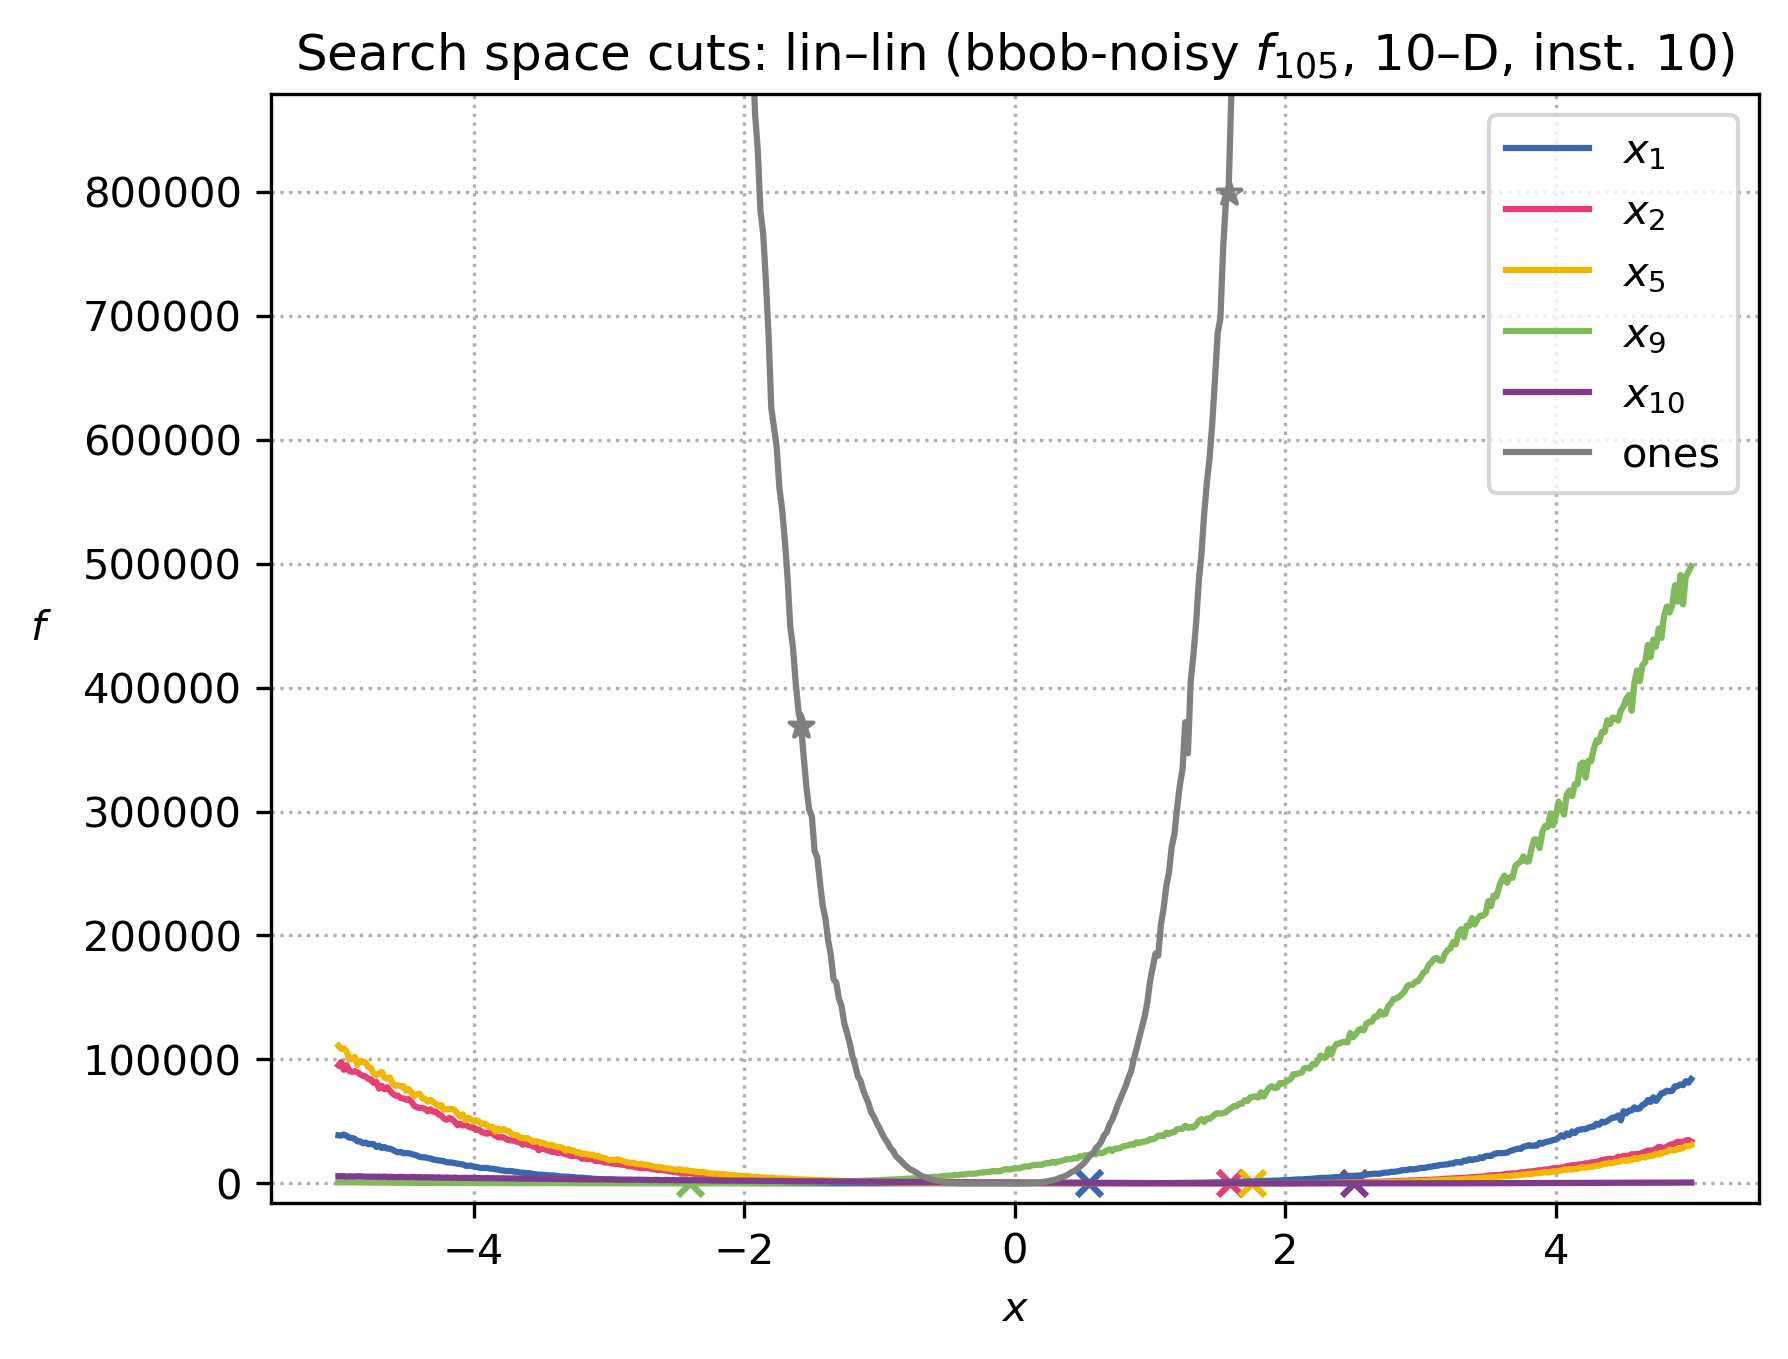 Search space cuts: lin–lin (bbob-noisy f₁₀₅, 10–D, inst. 10)
x₁
x₂
x₅
x₉
x₁₀
ones
800000
700000
600000
500000
400000
300000
200000
100000
0
f
−4
−2
0
2
4
x